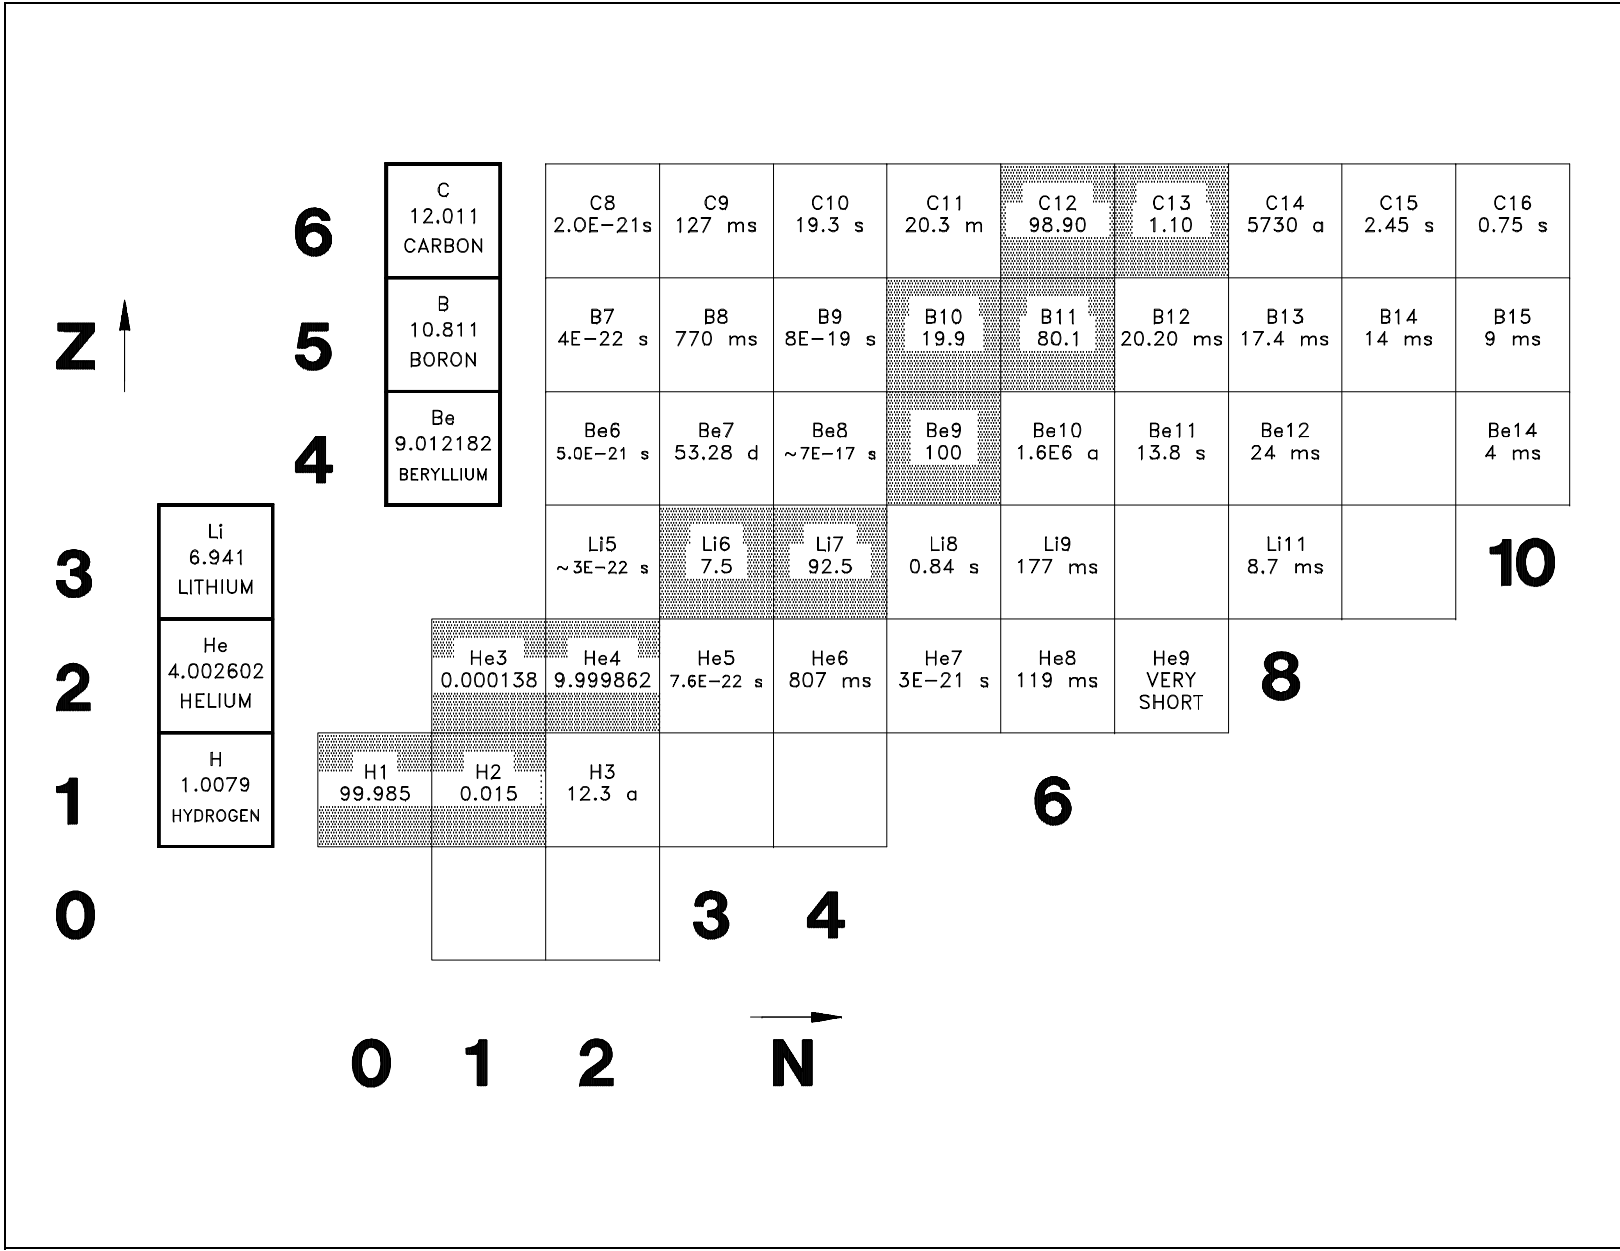 6
C
12.011
CARBON
C8
2.0E-21s
C9
127 ms
C10
19.3 s
C11
20.3 m
C12
98.90
C13
1.10
C14
5730 a
C15
2.45 s
C16
0.75 s
Z
5
B
10.811
BORON
B7
4E-22 s
B8
770 ms
B9
8E-19 s
B10
19.9
B11
80.1
B12
20.20 ms
B13
17.4 ms
B14
14 ms
B15
9 ms
4
Be
9.012182
BERYLLIUM
Be6
5.0E-21 s
Be7
53.28 d
Be8
~7E-17 s
Be9
100
Be10
1.6E6 a
Be11
13.8 s
Be12
24 ms
Be14
4 ms
3
Li
6.941
LITHIUM
Li5
~3E-22 s
Li6
7.5
Li7
92.5
Li8
0.84 s
Li9
177 ms
Li11
8.7 ms
10
2
He
4.002602
HELIUM
He3
0.000138
He4
9.999862
He5
7.6E-22 s
He6
807 ms
He7
3E-21 s
He8
119 ms
He9
VERY
SHORT
8
1
H
1.0079
HYDROGEN
H1
99.985
H2
0.015
H3
12.3 a
6
0
3
4
0
1
2
N